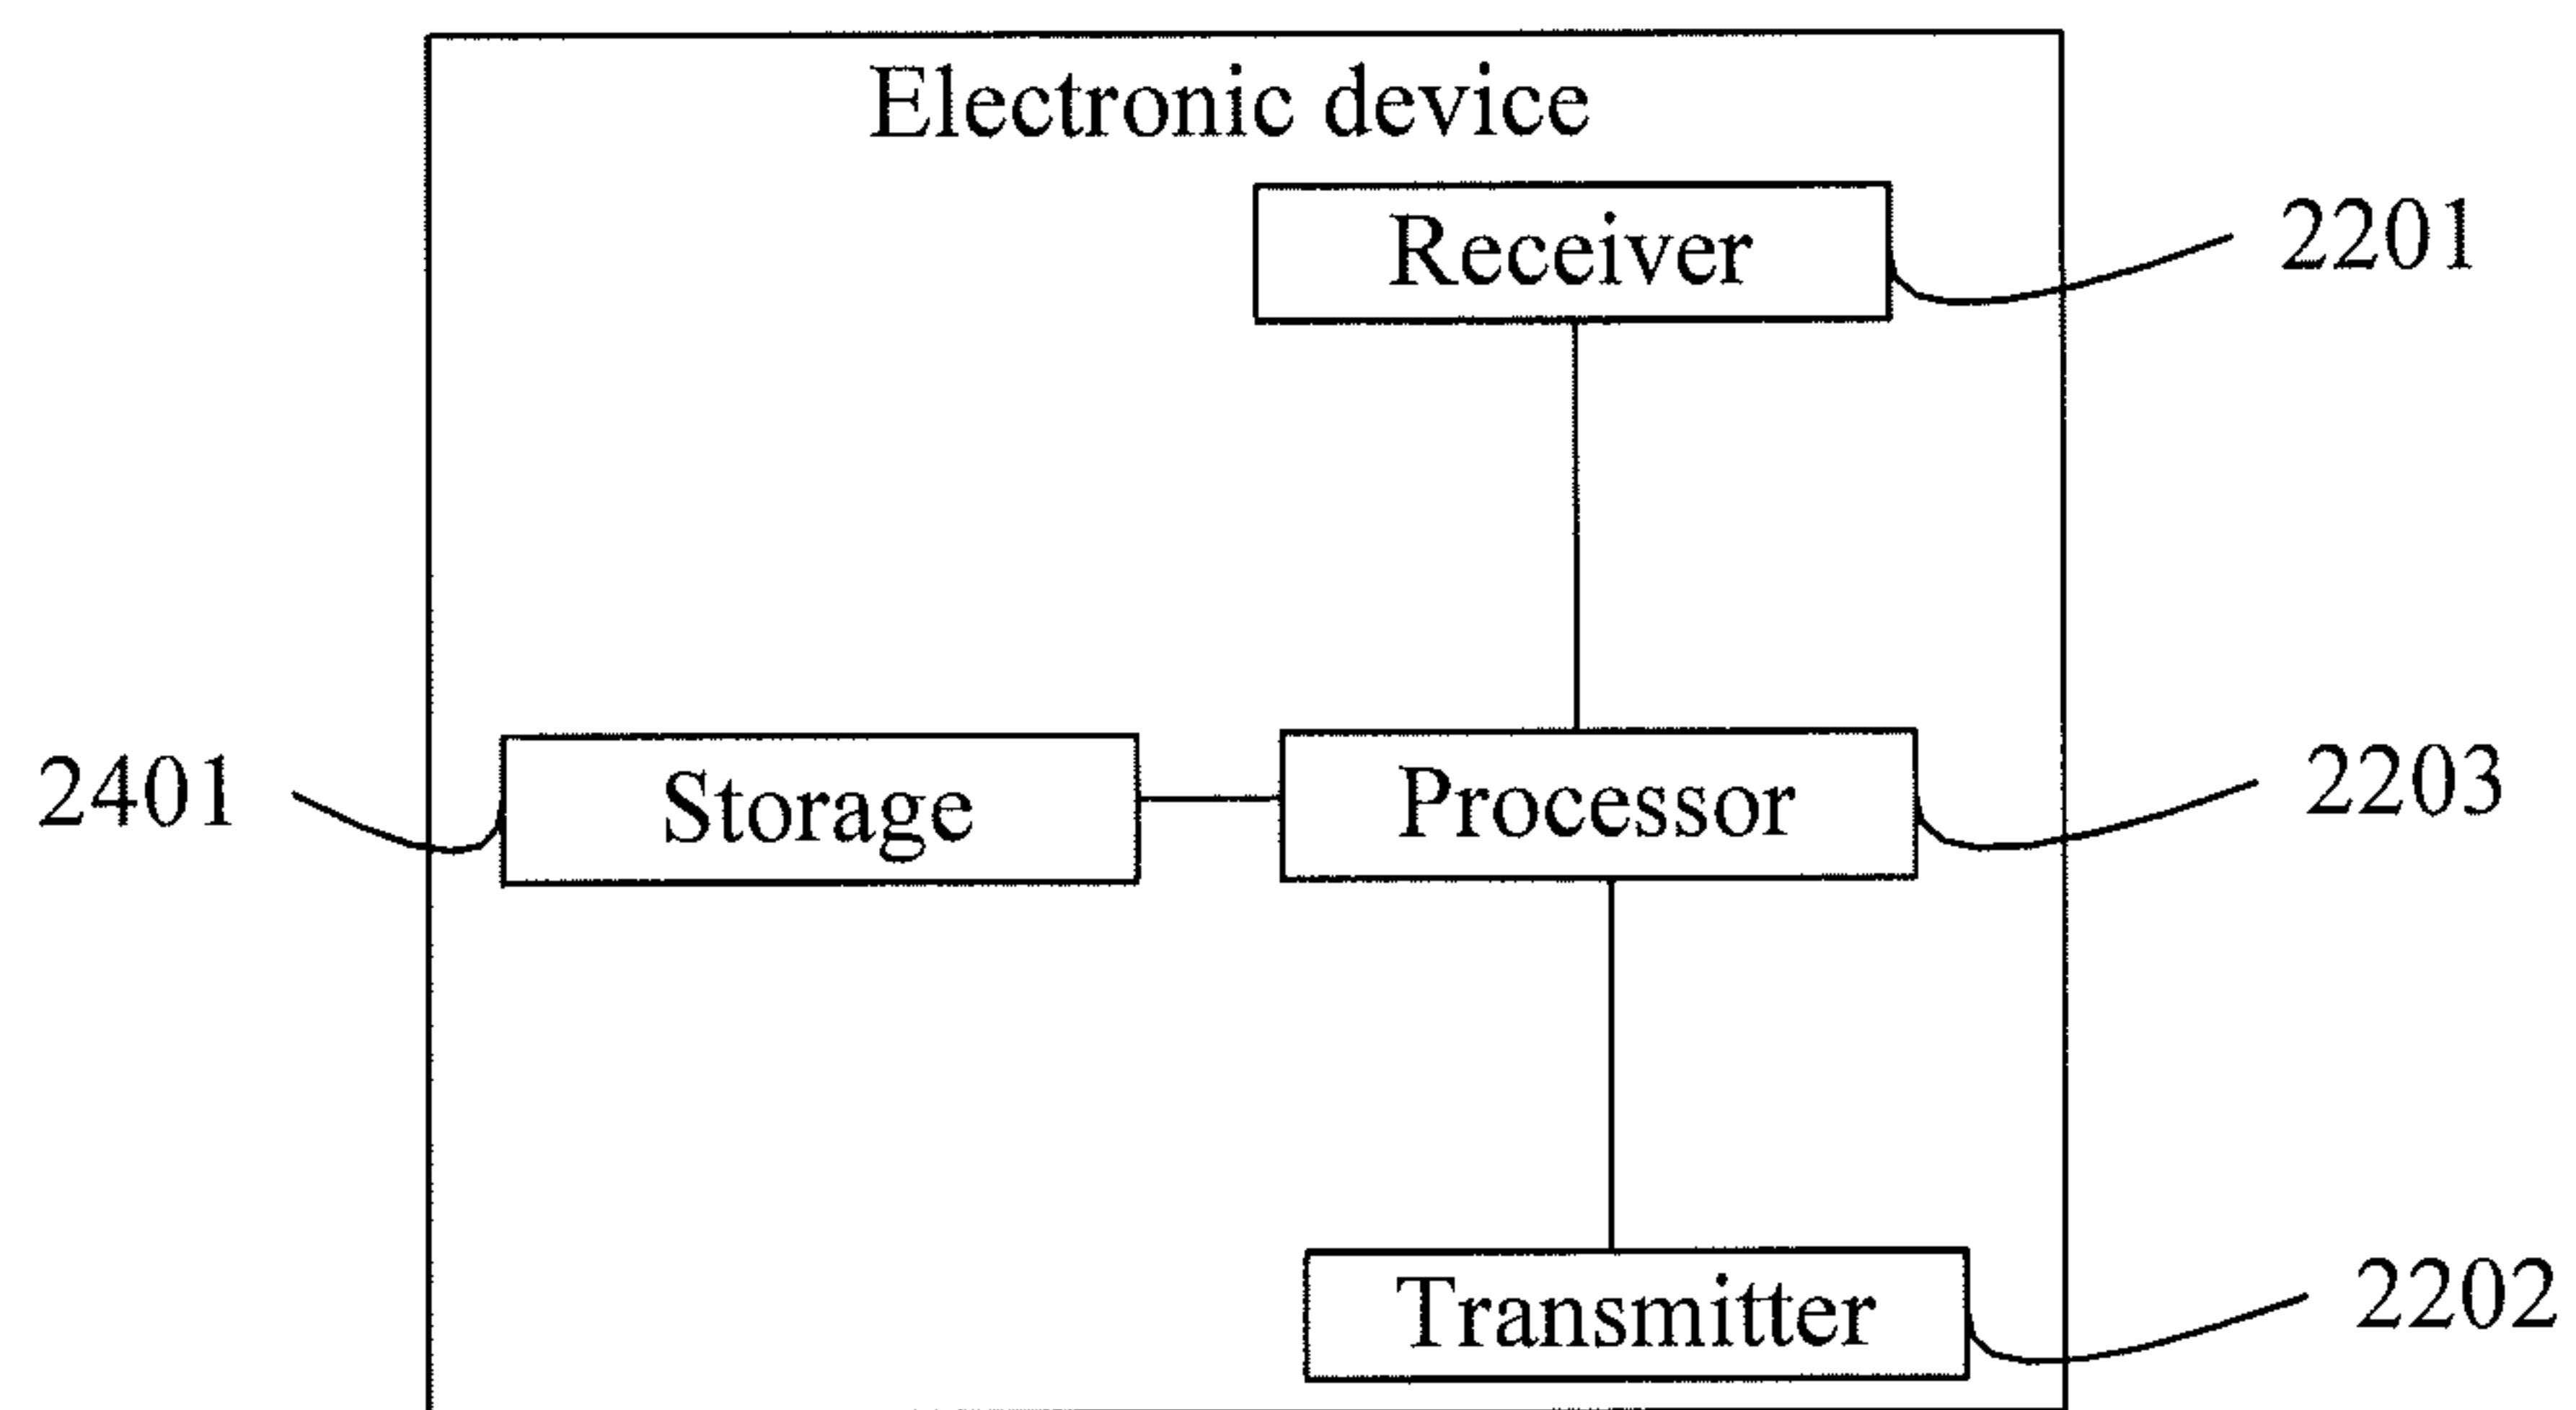 Electronic device
Receiver
2201
2401
Storage
Processor
2203
Transmitter
2202